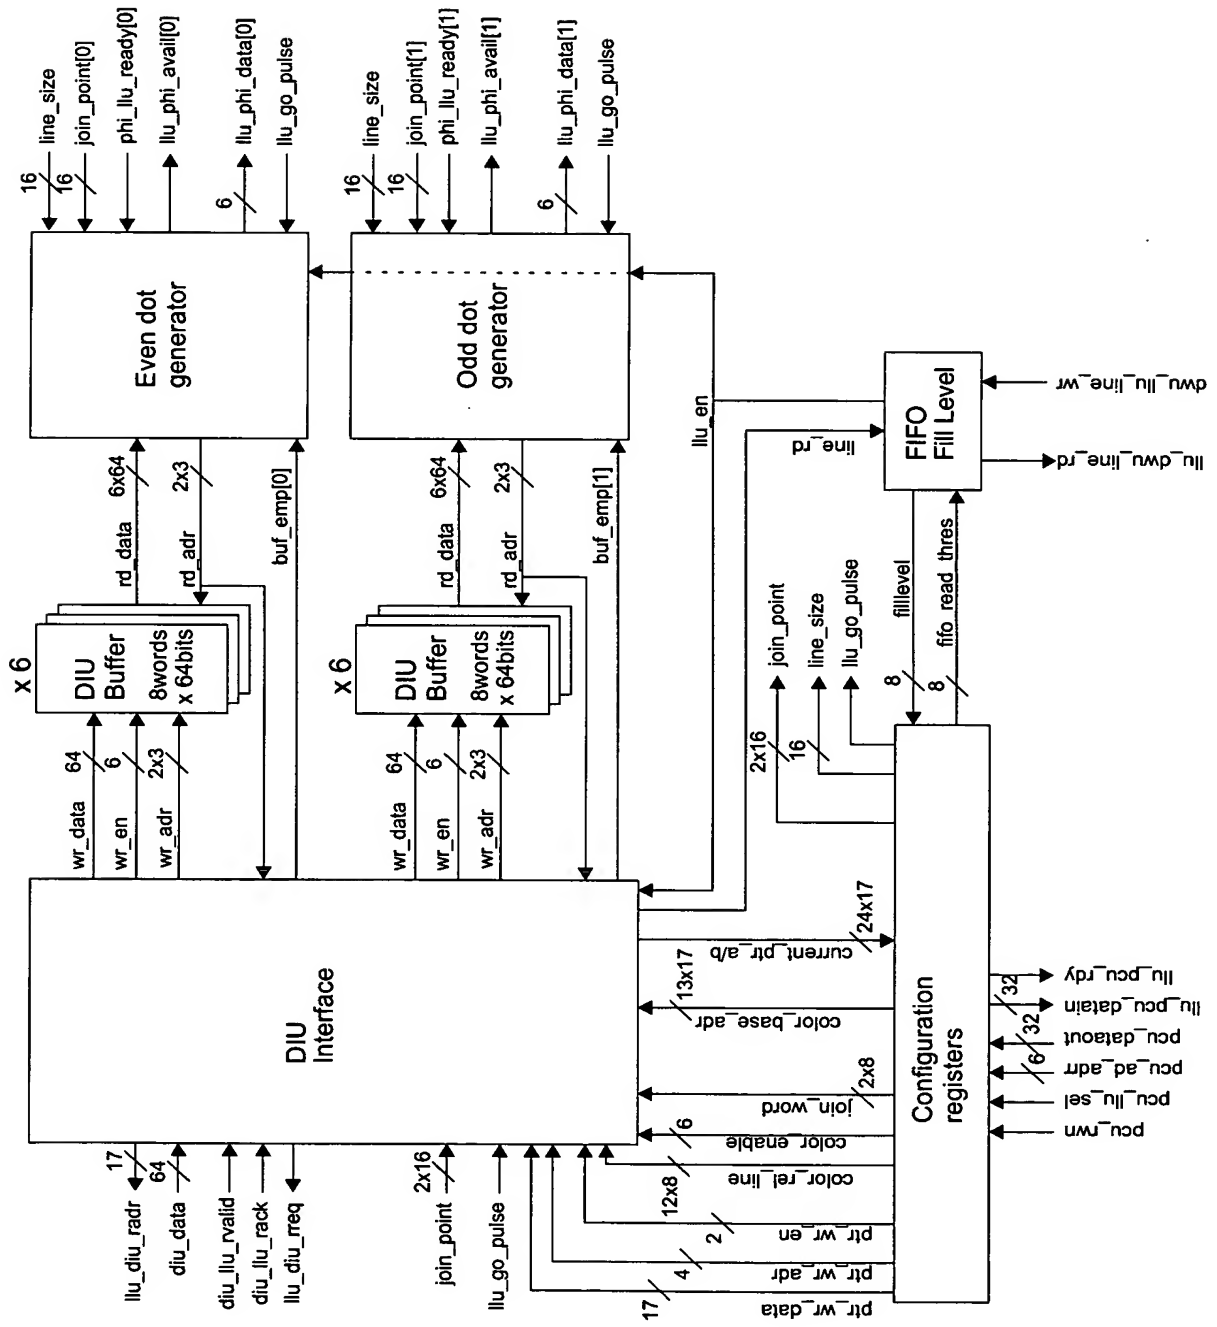 line_size
16
join_point[0]
16
phi_llu_ready[0]
llu_phi_avail[0]
llu_phi_data[0]
6
llu_go_pulse
line_size
16
join_point[1]
16
phi_llu_ready[1]
llu_phi_avail[1]
llu_phi_data[1]
6
llu_go_pulse
Even dot
generator
Odd dot
generator
rd_data
6x64
rd_adr
2x3
buf_emp[0]
rd_data
6x64
rd_adr
2x3
buf_emp[1]
llu_en
line_rd
x 6
DIU
Buffer
8words
x 64bits
x 6
DIU
Buffer
8words
x 64bits
FIFO
Fill Level
dwu_llu_line_wr
llu_dwu_line_rd
wr_data
64
wr_en
6
wr_adr
2x3
wr_data
64
wr_en
6
wr_adr
2x3
join_point
2x16
line_size
16
llu_go_pulse
filllevel
8
fifo_read_thres
8
DIU
Interface
current_ptr_a/b
24x17
color_base_adr
13x17
join_word
2x8
color_enable
6
color_rel_line
12x8
ptr_wr_en
2
ptr_wr_adr
4
ptr_wr_data
17
Configuration
registers
llu_pcu_rdy
llu_pcu_datain
32
pcu_dataout
32
pcu_ad_adr
6
pcu_llu_sel
pcu_rwn
llu_diu_radr
17
diu_data
64
diu_llu_rvalid
diu_llu_rack
llu_diu_rreq
join_point
2x16
llu_go_pulse